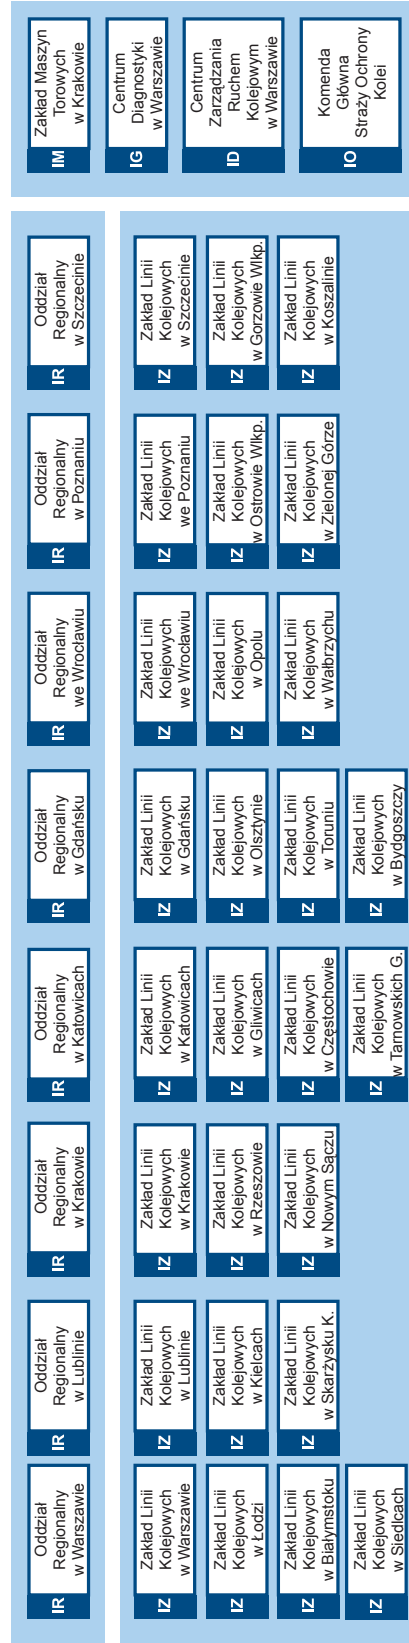 IR
Oddział
Regionalny
w Warszawie
IZ
Zakład Linii
Kolejowych
w Warszawie
IZ
Zakład Linii
Kolejowych
w Łodzi
IZ
Zakład Linii
Kolejowych
w Białymstoku
IZ
Zakład Linii
Kolejowych
w Siedlcach
IR
Oddział
Regionalny
w Lublinie
IZ
Zakład Linii
Kolejowych
w Lublinie
IZ
Zakład Linii
Kolejowych
w Kielcach
IZ
Zakład Linii
Kolejowych
w Skarżysku K.
IR
Oddział
Regionalny
w Krakowie
IZ
Zakład Linii
Kolejowych
w Krakowie
IZ
Zakład Linii
Kolejowych
w Rzeszowie
IZ
Zakład Linii
Kolejowych
w Nowym Sączu
IR
Oddział
Regionalny
w Katowicach
IZ
Zakład Linii
Kolejowych
w Katowicach
IZ
Zakład Linii
Kolejowych
w Gliwicach
IZ
Zakład Linii
Kolejowych
w Częstochowie
IZ
Zakład Linii
Kolejowych
w Tarnowskich G.
IR
Oddział
Regionalny
w Gdańsku
IZ
Zakład Linii
Kolejowych
w Gdańsku
IZ
Zakład Linii
Kolejowych
w Olsztynie
IZ
Zakład Linii
Kolejowych
w Toruniu
IZ
Zakład Linii
Kolejowych
w Bydgoszczy
IR
Oddział
Regionalny
we Wrocławiu
IZ
Zakład Linii
Kolejowych
we Wrocławiu
IZ
Zakład Linii
Kolejowych
w Opolu
IZ
Zakład Linii
Kolejowych
w Wałbrzychu
IR
Oddział
Regionalny
w Poznaniu
IZ
Zakład Linii
Kolejowych
we Poznaniu
IZ
Zakład Linii
Kolejowych
w Ostrowie Wlkp.
IZ
Zakład Linii
Kolejowych
w Zielonej Górze
IR
Oddział
Regionalny
w Szczecinie
IZ
Zakład Linii
Kolejowych
w Szczecinie
IZ
Zakład Linii
Kolejowych
w Gorzowie Wlkp.
IZ
Zakład Linii
Kolejowych
w Koszalinie
IM
Zakład Maszyn
Torowych
w Krakowie
IG
Centrum
Diagnostyki
w Warszawie
ID
Centrum
Zarządzania
Ruchem
Kolejowym
w Warszawie
IO
Komenda
Główna
Straży Ochrony
Kolei